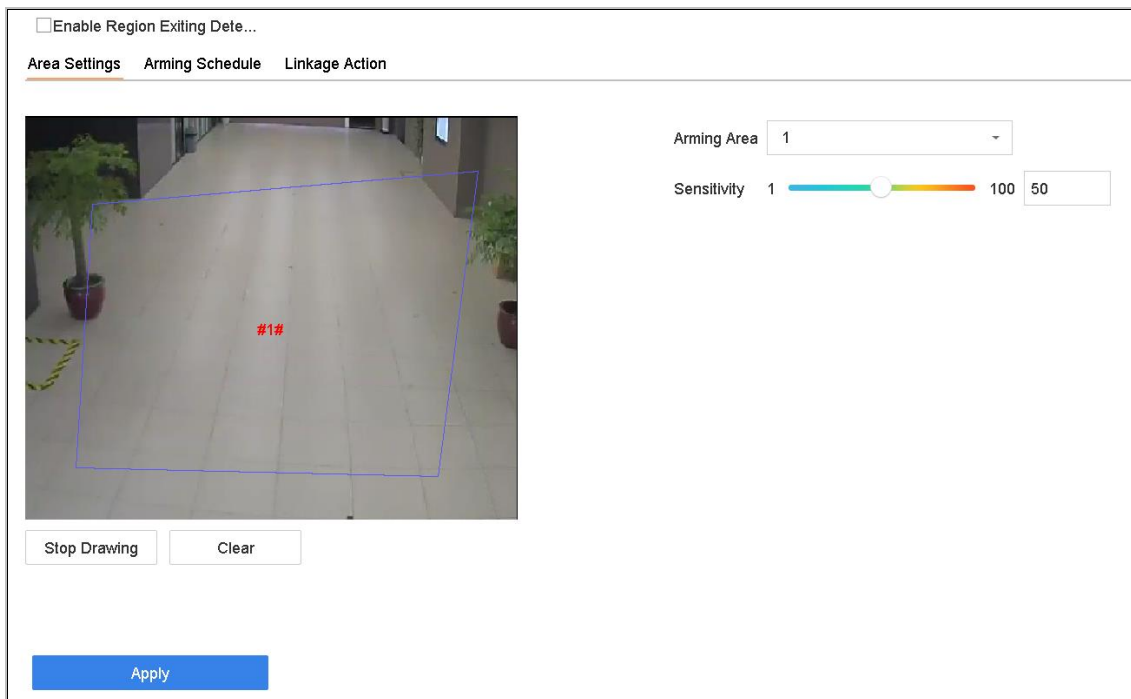 Enable Region Exiting Dete...
Area Settings Arming Schedule Linkage Action
Arming Area 1
Sensitivity 1 100 50
#1#
Stop Drawing Clear
Apply